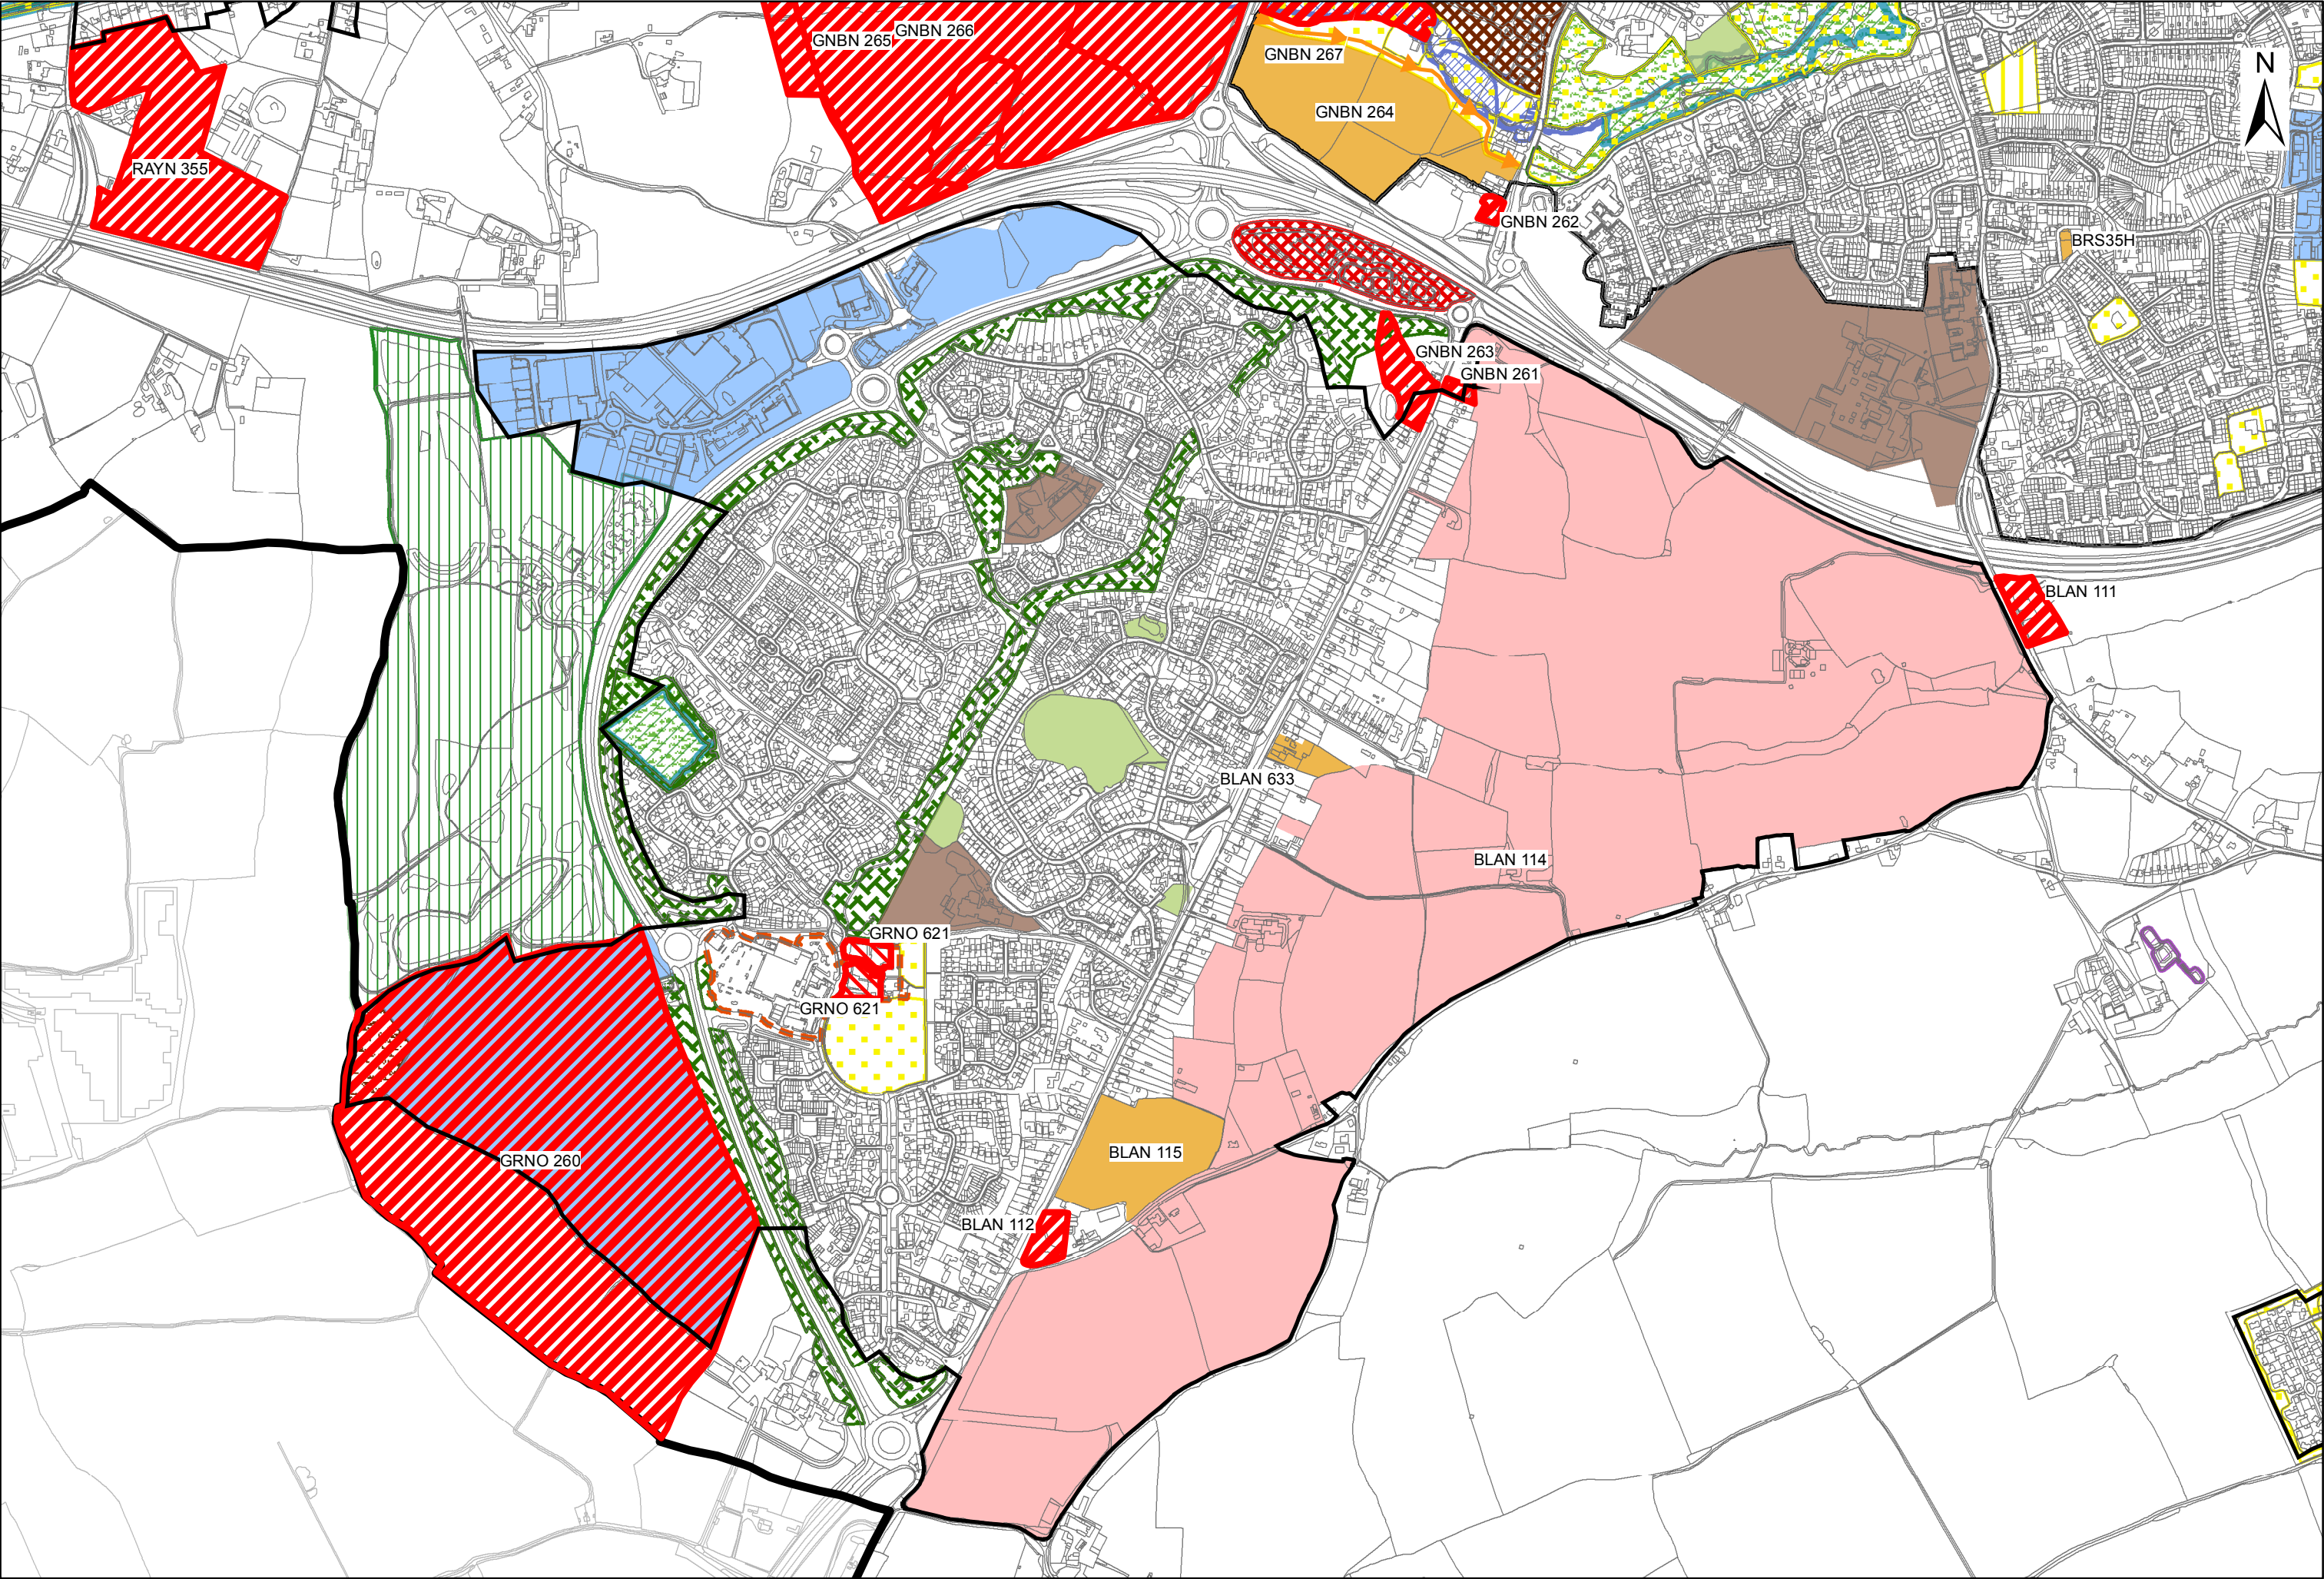 GNBN 265
GNBN 266
GNBN 267
N
GNBN 264
RAYN 355
GNBN 262
BRS35H
GNBN 263
GNBN 261
BLAN 111
BLAN 633
BLAN 114
GRNO 621
GRNO 621
BLAN 115
GRNO 260
BLAN 112